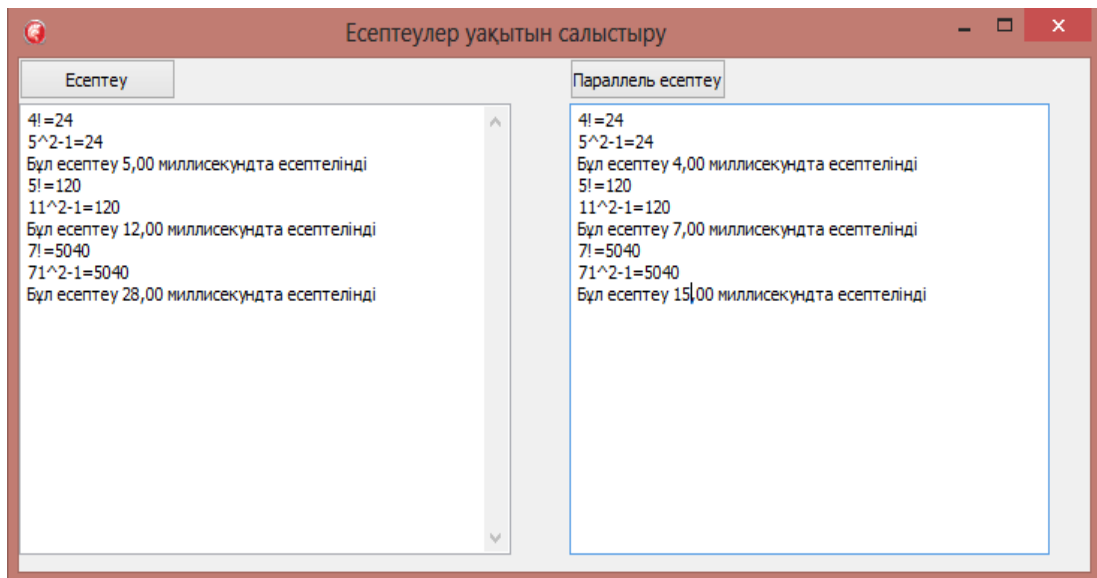 Есептеулер уақытын салыстыру
Есептеу
4!=24
5^2-1=24
Бұл есептеу 5,00 миллисекундта есептелінді
5!=120
11^2-1=120
Бұл есептеу 12,00 миллисекундта есептелінді
7!=5040
71^2-1=5040
Бұл есептеу 28,00 миллисекундта есептелінді
Параллель есептеу
4!=24
5^2-1=24
Бұл есептеу 4,00 миллисекундта есептелінді
5!=120
11^2-1=120
Бұл есептеу 7,00 миллисекундта есептелінді
7!=5040
71^2-1=5040
Бұл есептеу 15,00 миллисекундта есептелінді